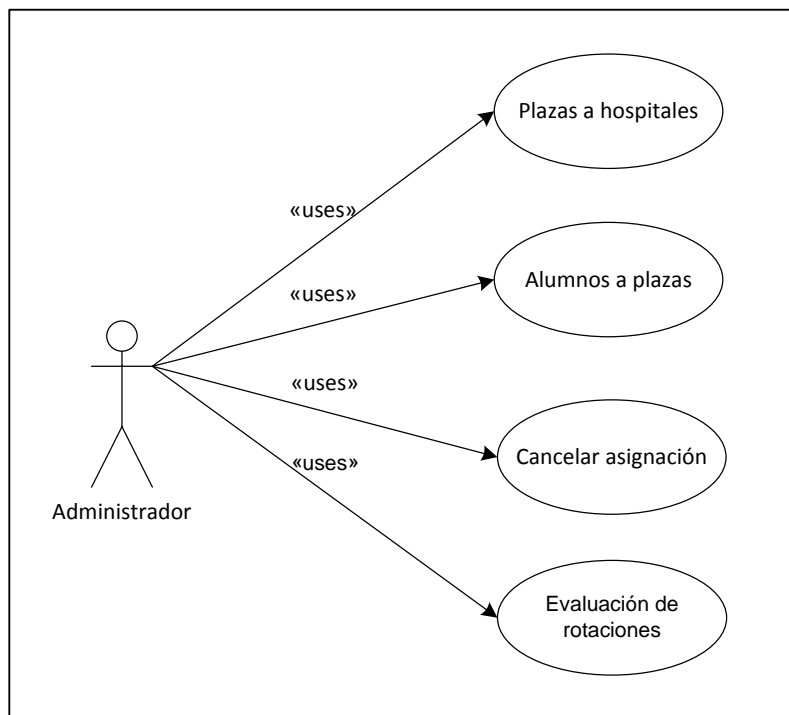 Plazas a hospitales
«uses»
Alumnos a plazas
«uses»
«uses»
Cancelar asignación
«uses»
Administrador
Evaluación de
rotaciones